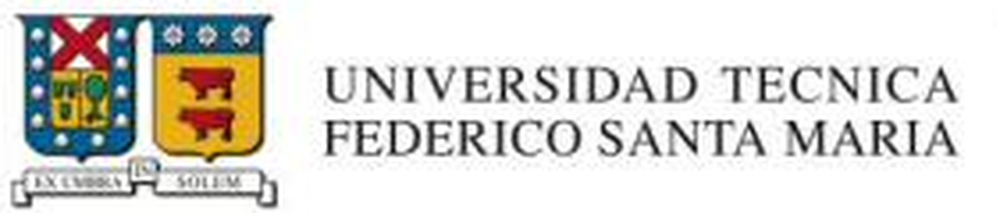 UNIVERSIDAD TECNICA
FEDERICO SANTA MARIA
EX UMBRA IN SOLEM